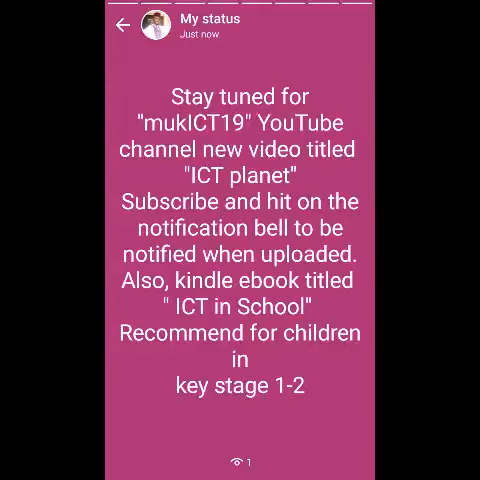 My status
Just now
Stay tuned for
"mukICT19" YouTube
channel new video titled
"ICT planet"
Subscribe and hit on the
notification bell to be
notified when uploaded.
Also, kindle ebook titled
" ICT in School"
Recommend for children
in
key stage 1-2
1